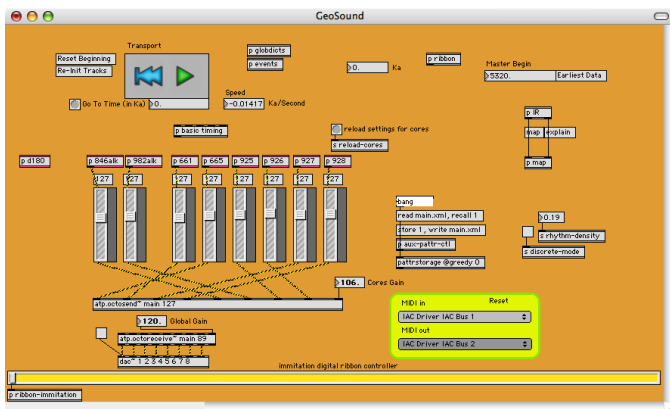 GeoSound
Transport
Reset Beginning
Re-Init Tracks
Go To Time (in Ka)
0.
Speed
-0.01417
Ka/Second
p globdicts
p events
0.
Ka
p ribbon
Master Begin
5320.
Earliest Data
p basic timing
reload settings for cores
s reload-cores
p IR
map
explain
p map
p d180
p 846alk
p 982alk
p 661
p 665
p 925
p 926
p 927
p 928
127
127
127
127
127
127
127
127
bang
read main.xml, recall 1
store 1, write main.xml
p aux-pattr-ctl
pattrstorage @greedy 0
0.19
s rhythm-density
s discrete-mode
106.
Cores Gain
atp.octosend~ main 127
120.
Global Gain
atp.octoreceive~ main 89
dac~ 1 2 3 4 5 6 7 8
MIDI in
Reset
IAC Driver IAC Bus 1
MIDI out
IAC Driver IAC Bus 2
immitation digital ribbon controller
p ribbon-immitation